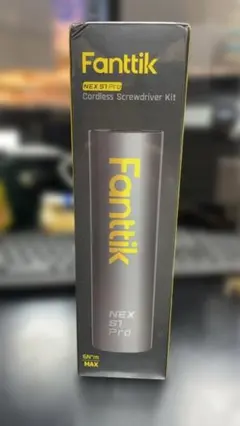 Fanttik
NEX S1 Pro
Cordless Screwdriver Kit
Fanttik
NEX
S1
Pro
MAX